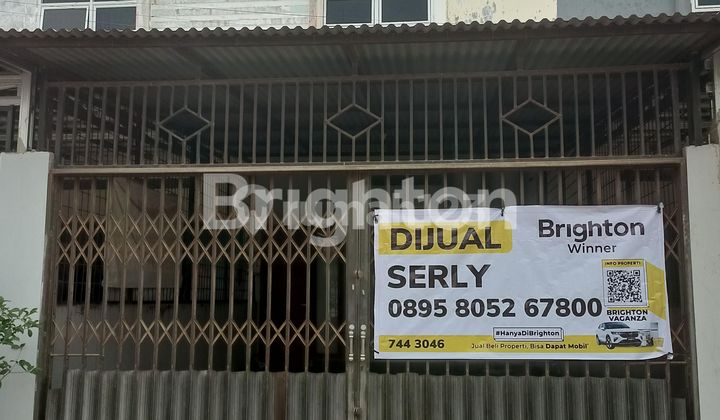 Brighton
DIJUAL
SERLY
0895 8052 67800
744 3046
Brighton
Winner
INFO PROPERTI
BRIGHTON
VAGANZA
#HanyaDiBrighton
Jual Beli Properti, Bisa Dapat Mobil*